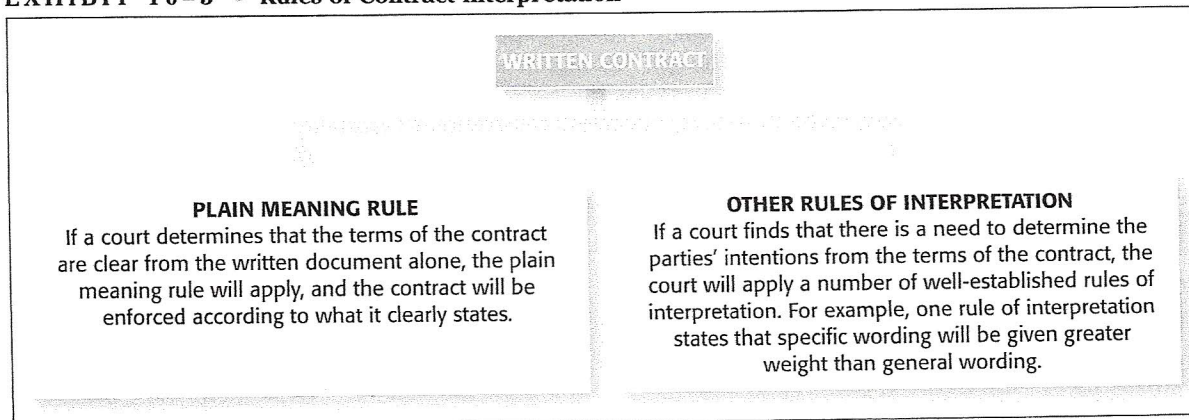 Rules of Contract Interpretation
WRITTEN CONTRACT
PLAIN MEANING RULE
If a court determines that the terms of the contract
are clear from the written document alone, the plain
meaning rule will apply, and the contract will be
enforced according to what it clearly states.
OTHER RULES OF INTERPRETATION
If a court finds that there is a need to determine the
parties' intentions from the terms of the contract, the
court will apply a number of well-established rules of
interpretation. For example, one rule of interpretation
states that specific wording will be given greater
weight than general wording.